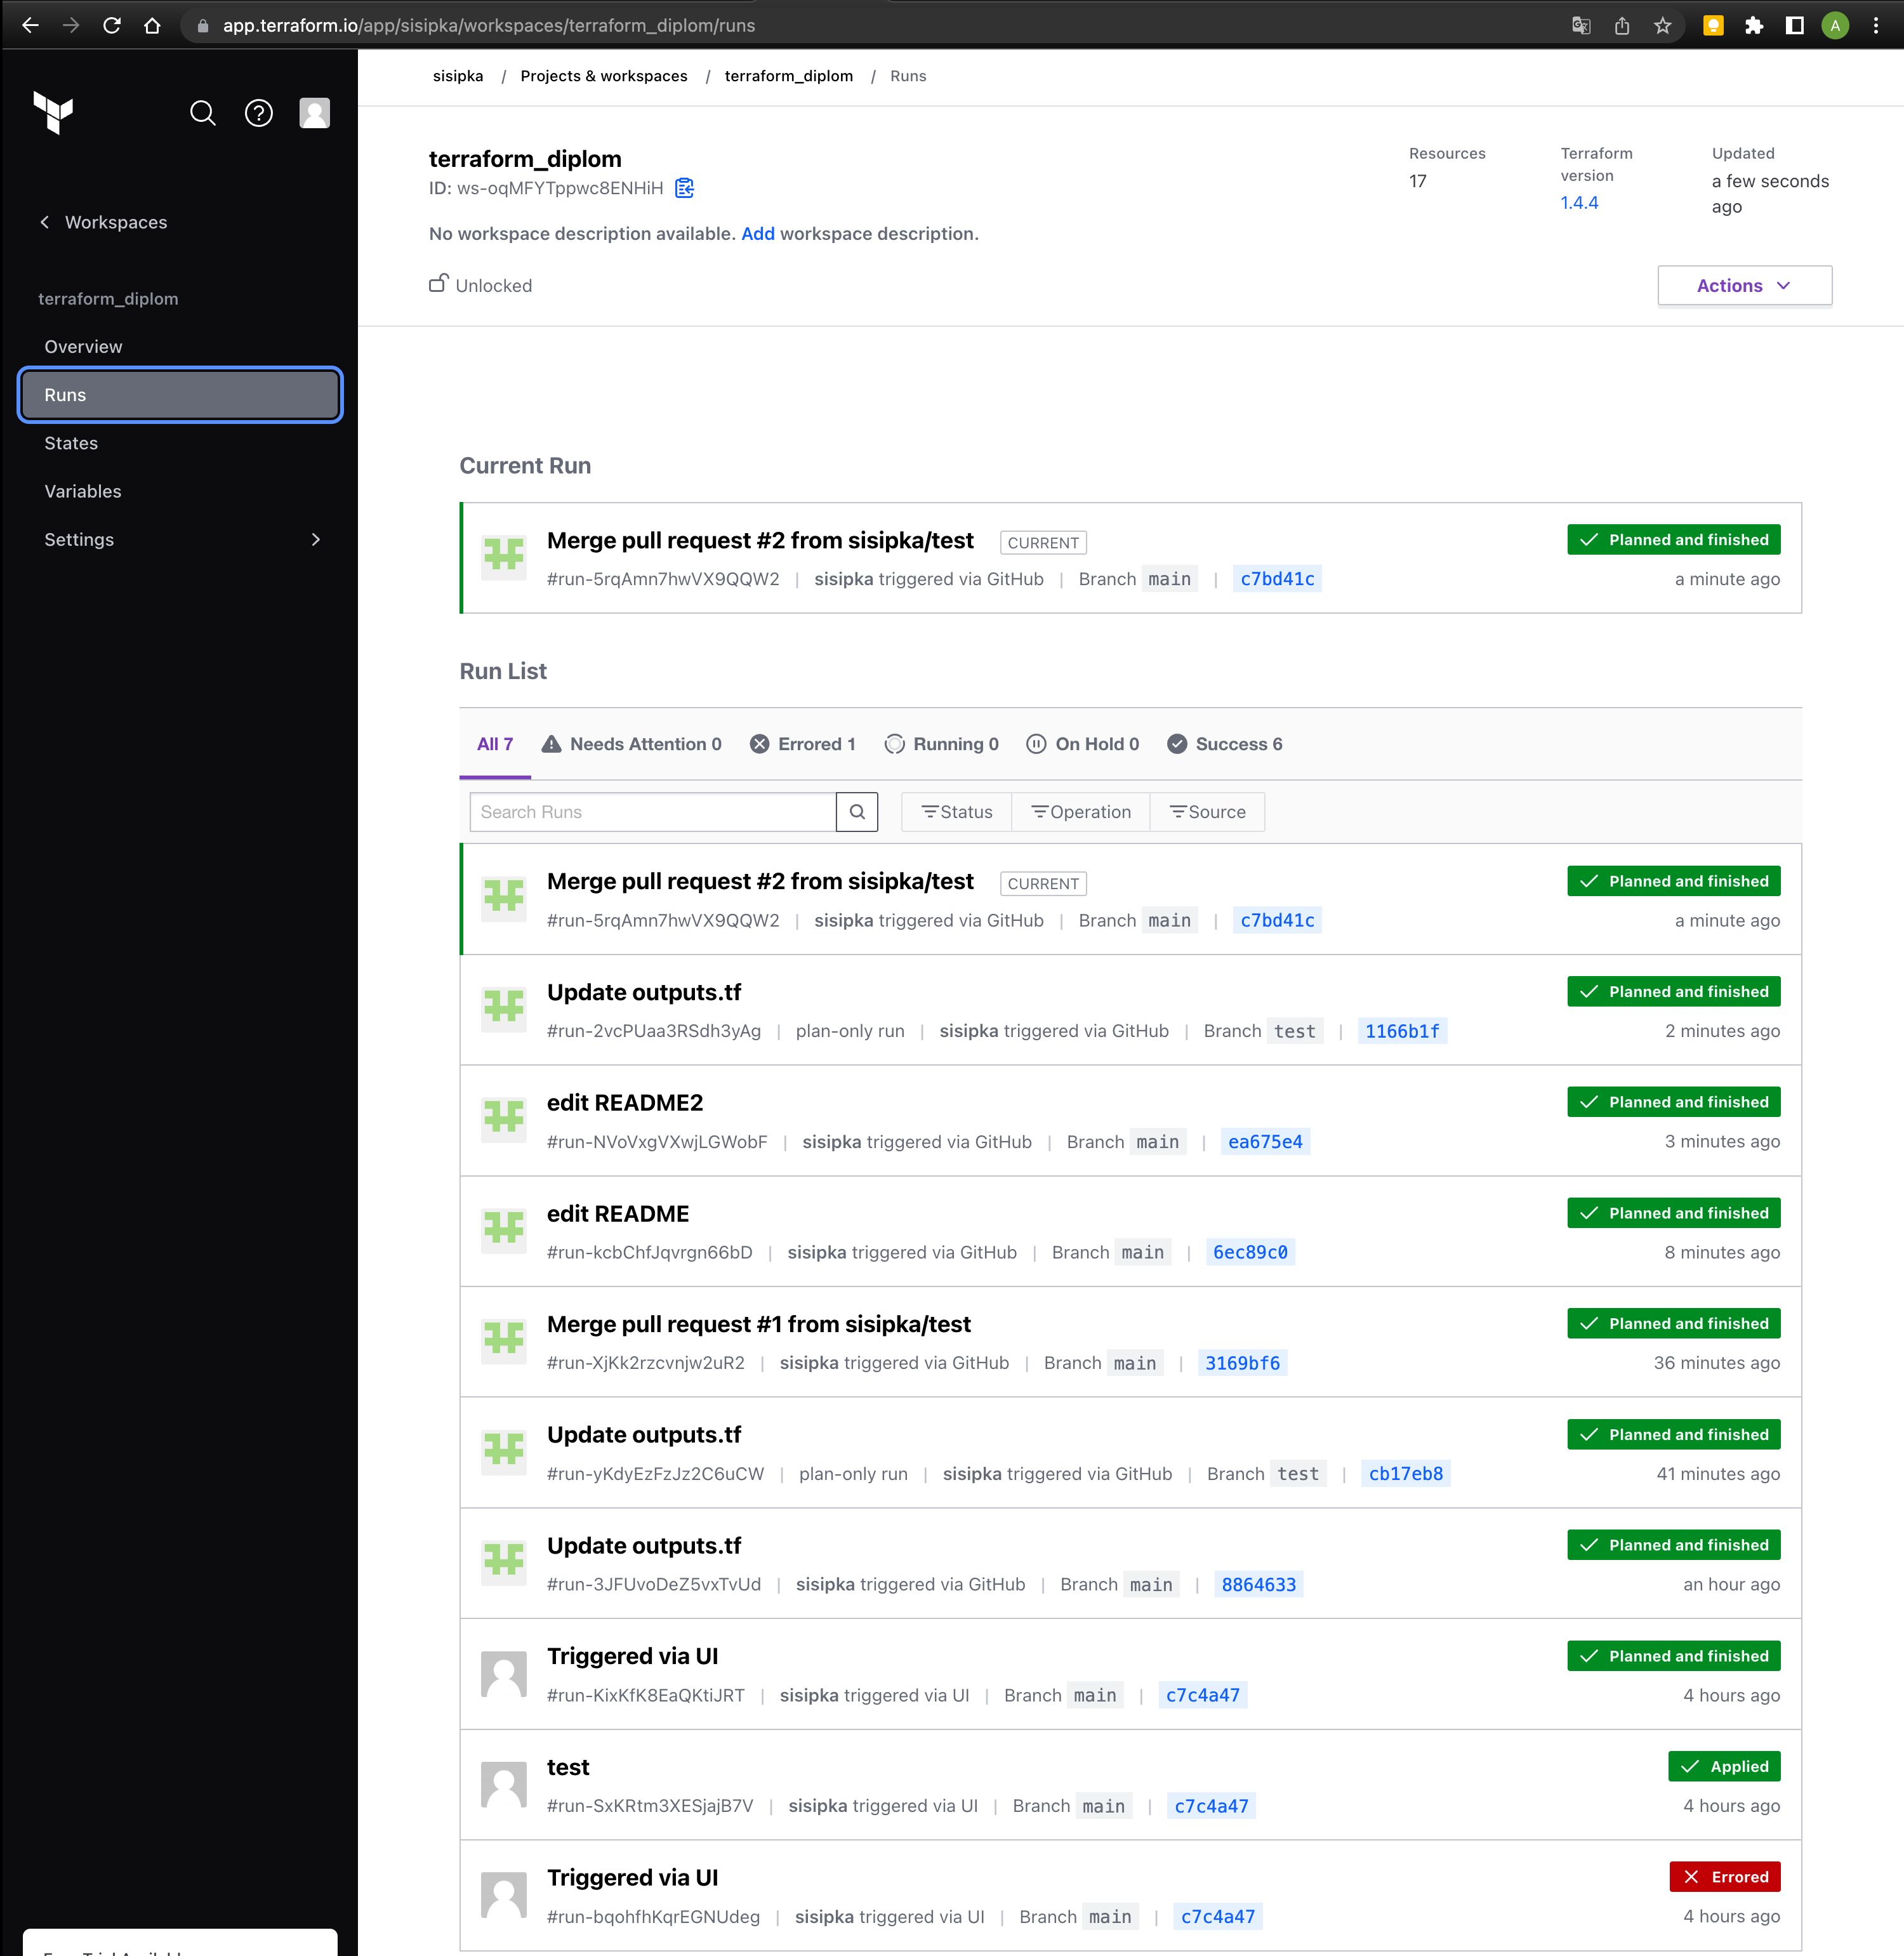 app.terraform.io/app/sisipka/workspaces/terraform_diplom/runs
A
sisipka / Projects & workspaces / terraform_diplom / Runs
Workspaces
terraform_diplom
Overview
Runs
States
Variables
Settings
terraform_diplom
ID: ws-oqMFYTppwc8ENHiH
No workspace description available. Add workspace description.
Unlocked
Resources
17
Terraform version
1.4.4
Updated
a few seconds ago
Actions
Current Run
Merge pull request #2 from sisipka/test CURRENT Planned and finished
#run-5rqAmn7hwVX9QQW2 | sisipka triggered via GitHub | Branch main | c7bd41c a minute ago
Run List
All 7 Needs Attention 0 Errored 1 Running 0 On Hold 0 Success 6
Search Runs Status Operation Source
Merge pull request #2 from sisipka/test CURRENT Planned and finished
#run-5rqAmn7hwVX9QQW2 | sisipka triggered via GitHub | Branch main | c7bd41c a minute ago
Update outputs.tf Planned and finished
#run-2vcPUaa3RSdh3yAg | plan-only run | sisipka triggered via GitHub | Branch test | 1166b1f 2 minutes ago
edit README2 Planned and finished
#run-NVoVxgVXwjLGWobF | sisipka triggered via GitHub | Branch main | ea675e4 3 minutes ago
edit README Planned and finished
#run-kcbChfJqvrgn66bD | sisipka triggered via GitHub | Branch main | 6ec89c0 8 minutes ago
Merge pull request #1 from sisipka/test Planned and finished
#run-XjKk2rzcvnjw2uR2 | sisipka triggered via GitHub | Branch main | 3169bf6 36 minutes ago
Update outputs.tf Planned and finished
#run-yKdyEzFzJz2C6uCW | plan-only run | sisipka triggered via GitHub | Branch test | cb17eb8 41 minutes ago
Update outputs.tf Planned and finished
#run-3JFUvoDeZ5vxTvUd | sisipka triggered via GitHub | Branch main | 8864633 an hour ago
Triggered via UI Planned and finished
#run-KixKfK8EaQKtiJRT | sisipka triggered via UI | Branch main | c7c4a47 4 hours ago
test Applied
#run-SxKRtm3XESjajB7V | sisipka triggered via UI | Branch main | c7c4a47 4 hours ago
Triggered via UI Errored
#run-bqohfhKqrEGNUdeg | sisipka triggered via UI | Branch main | c7c4a47 4 hours ago